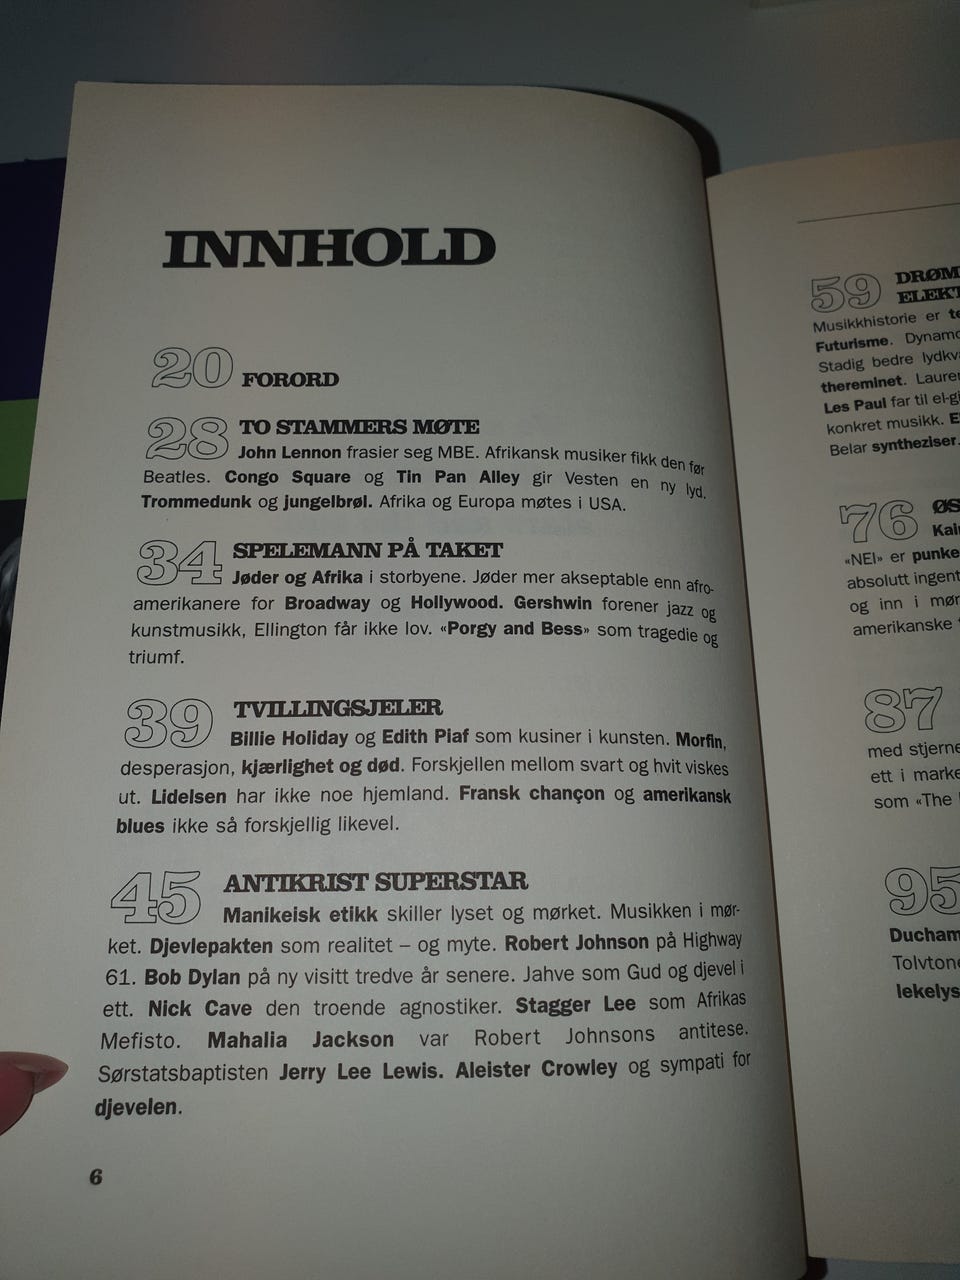 INNHOLD
20 FORORD
28 TO STAMMERS MØTE
John Lennon frasier seg MBE. Afrikansk musiker fikk den før
Beatles. Congo Square og Tin Pan Alley gir Vesten en ny lyd.
Trommedunk og jungelbrøl. Afrika og Europa møtes i USA.
34 SPELEMANN PÅ TAKET
Jøder og Afrika i storbyene. Jøder mer akseptable enn afro-
amerikanere for Broadway og Hollywood. Gershwin forener jazz og
kunstmusikk, Ellington får ikke lov. «Porgy and Bess» som tragedie og
triumf.
39 TVILLINGSJELER
Billie Holiday og Edith Piaf som kusiner i kunsten. Morfin,
desperasjon, kjærlighet og død. Forskjellen mellom svart og hvit viskes
ut. Lidelsen har ikke noe hjemland. Fransk chançon og amerikansk
blues ikke så forskjellig likevel.
45 ANTIKRIST SUPERSTAR
Manikeisk etikk skiller lyset og mørket. Musikken i mør-
ket. Djevlepakten som realitet – og myte. Robert Johnson på Highway
61. Bob Dylan på ny visitt tredve år senere. Jahve som Gud og djevel i
ett. Nick Cave den troende agnostiker. Stagger Lee som Afrikas
Mefisto. Mahalia Jackson var Robert Johnsons antitese.
Sørstatsbaptisten Jerry Lee Lewis. Aleister Crowley og sympati for
djevelen.
6
59 DRØM
ELEKT
Musikkhistorie er te
Futurisme. Dynamo
Stadig bedre lydkv
thereminet. Lauren
Les Paul far til el-gi
konkret musikk. E
Belar syntheziser.
76 ØS
Kai
«NEI» er punke
absolutt ingent
og inn i mør
amerikanske
87
med stjerne
ett i marke
som «The
95
Ducham
Tolvtone
lekelys